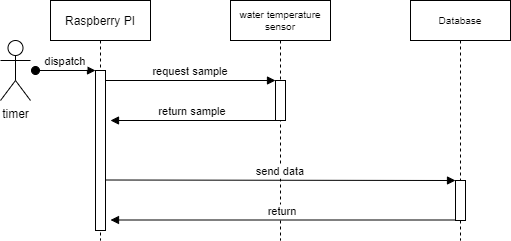 Raspberry PI
water temperature
sensor
Database
dispatch
request sample
timer
return sample
send data
return